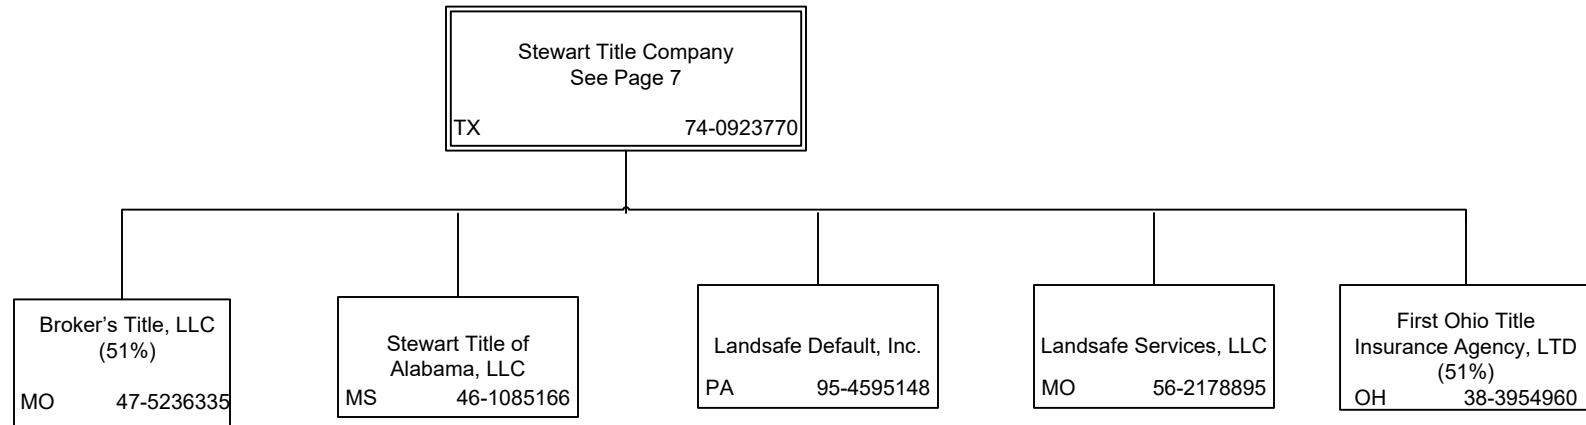 Stewart Title Company
See Page 7
TX 74-0923770
Broker’s Title, LLC
(51%)
MO 47-5236335
Stewart Title of
Alabama, LLC
MS 46-1085166
Landsafe Default, Inc.
PA 95-4595148
Landsafe Services, LLC
MO 56-2178895
First Ohio Title
Insurance Agency, LTD
(51%)
OH 38-3954960